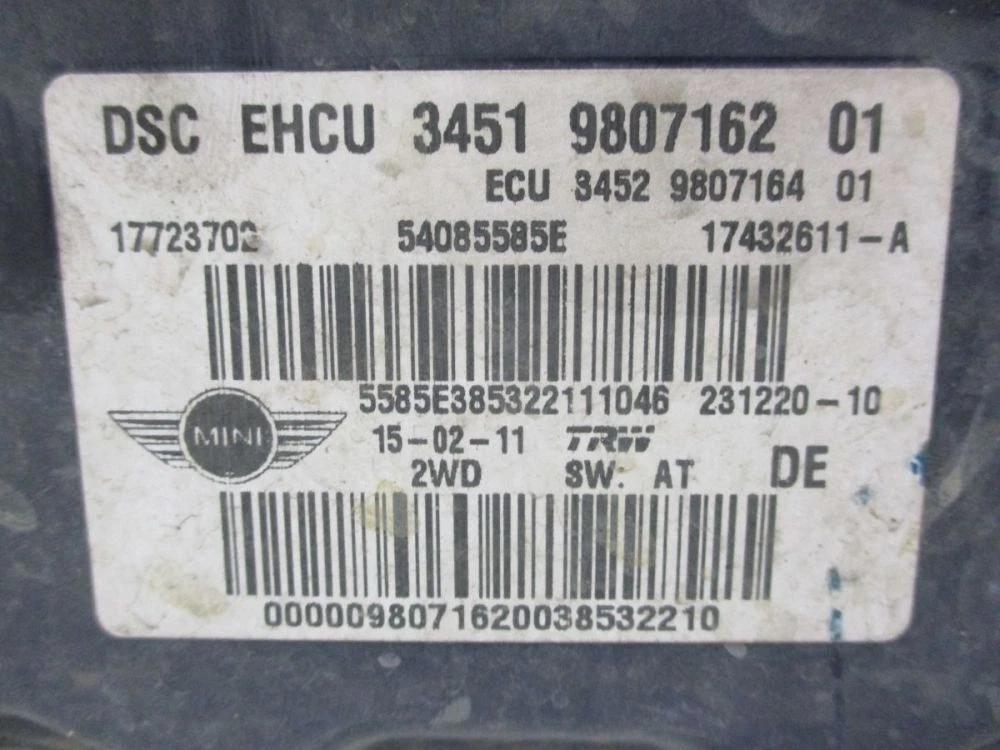 DSC EHCU 3451 9807162 01
ECU 3452 9807164 01
17723702 54085585E 17432611-A
5585E385322111046 231220-10
MINI 15-02-11 TRW
2WD SW: AT DE
0000098071620038532210